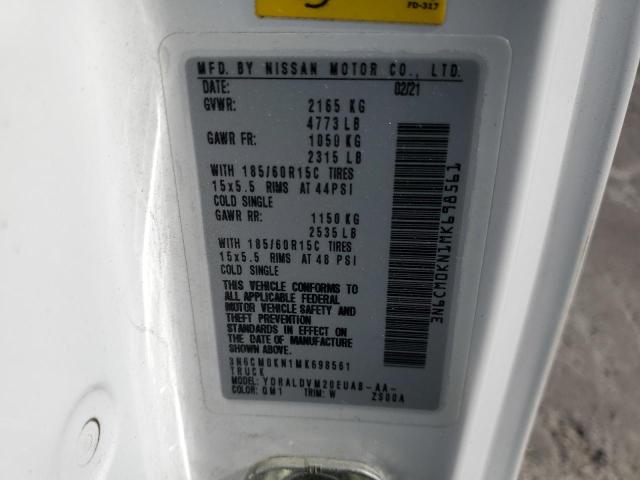 FD-317
MFD. BY NISSAN MOTOR CO., LTD.
DATE: 02/21
GVWR: 2165 KG
4773 LB
GAWR FR: 1050 KG
2315 LB
WITH 185/60R15C TIRES
15x5.5 RIMS AT 44PSI
COLD SINGLE
GAWR RR: 1150 KG
2535 LB
WITH 185/60R15C TIRES
15x5.5 RIMS AT 48 PSI
COLD SINGLE
THIS VEHICLE CONFORMS TO
ALL APPLICABLE FEDERAL
MOTOR VEHICLE SAFETY AND
THEFT PREVENTION
STANDARDS IN EFFECT ON
THE DATE OF MANUFACTURE
SHOWN ABOVE.
3N6CM0KN1MK698561
TRUCK
MODEL: YDRALDVM20EUAB-AA-
COLOR: QM1 TRIM: W ZS00A
3N6CM0KN1MK698561